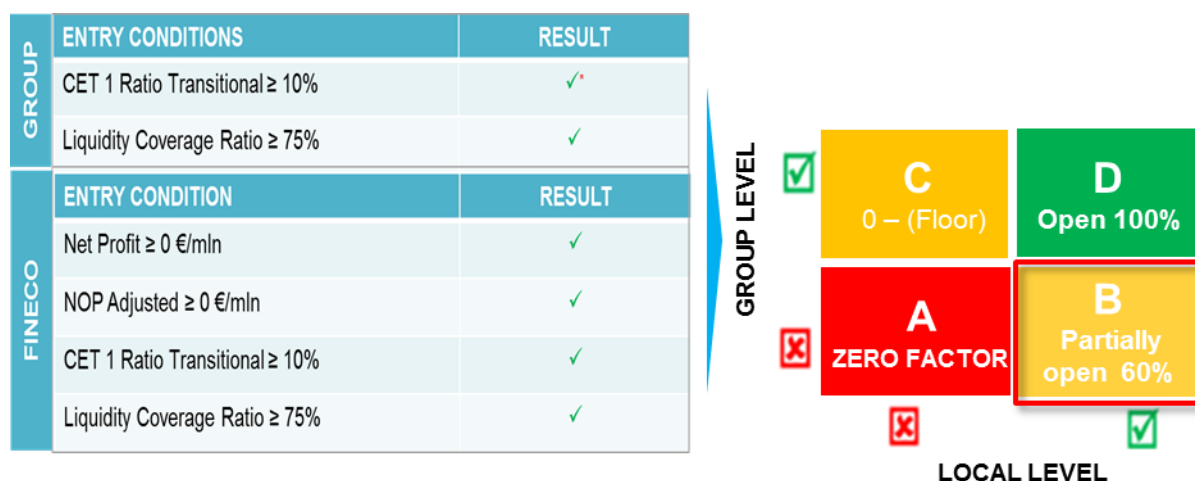 GROUP
ENTRY CONDITIONS RESULT
CET 1 Ratio Transitional ≥ 10% ✓*
Liquidity Coverage Ratio ≥ 75% ✓
FINECO
ENTRY CONDITION RESULT
Net Profit ≥ 0 €/mln ✓
NOP Adjusted ≥ 0 €/mln ✓
CET 1 Ratio Transitional ≥ 10% ✓
Liquidity Coverage Ratio ≥ 75% ✓
GROUP LEVEL
C
0 – (Floor)
D
Open 100%
A
ZERO FACTOR
B
Partially
open 60%
LOCAL LEVEL